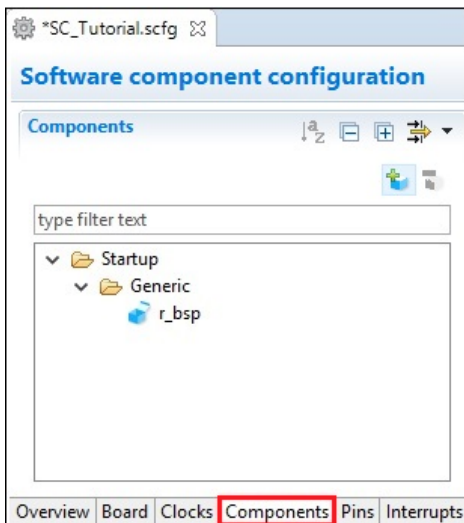 *SC_Tutorial.scfg
Software component configuration
Components
a
z
type filter text
Startup
Generic
r_bsp
Overview Board Clocks Components Pins Interrupts